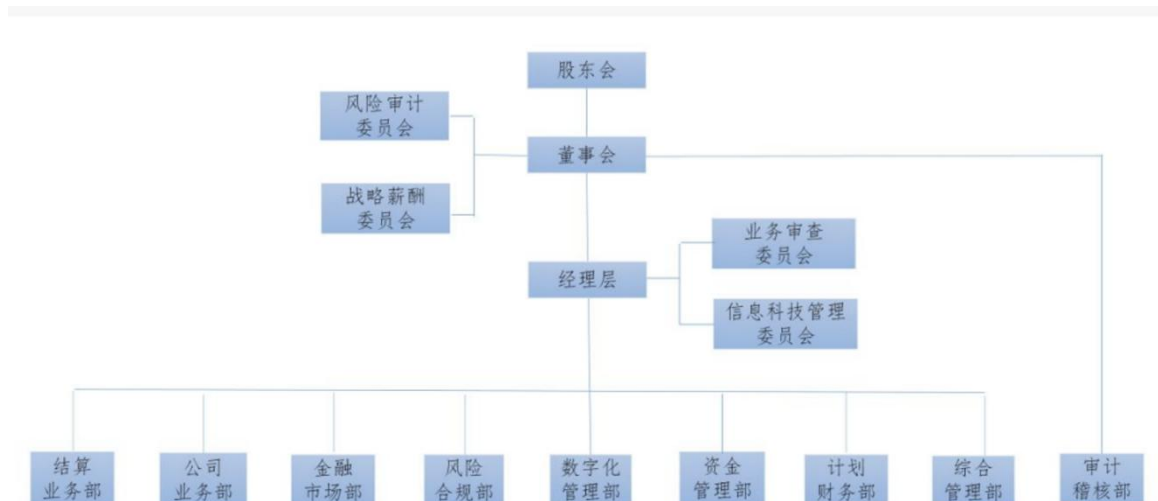 股东会
风险审计
委员会
董事会
战略薪酬
委员会
业务审查
委员会
经理层
信息科技管理
委员会
结算
业务部
公司
业务部
金融
市场部
风险
合规部
数字化
管理部
资金
管理部
计划
财务部
综合
管理部
审计
稽核部